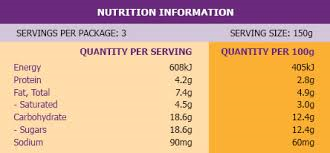 NUTRITION INFORMATION
SERVINGS PER PACKAGE: 3 SERVING SIZE: 150g
QUANTITY PER SERVING QUANTITY PER 100g
Energy 608kJ 405kJ
Protein 4.2g 2.8g
Fat, Total 7.4g 4.9g
- Saturated 4.5g 3.0g
Carbohydrate 18.6g 12.4g
- Sugars 18.6g 12.4g
Sodium 90mg 60mg